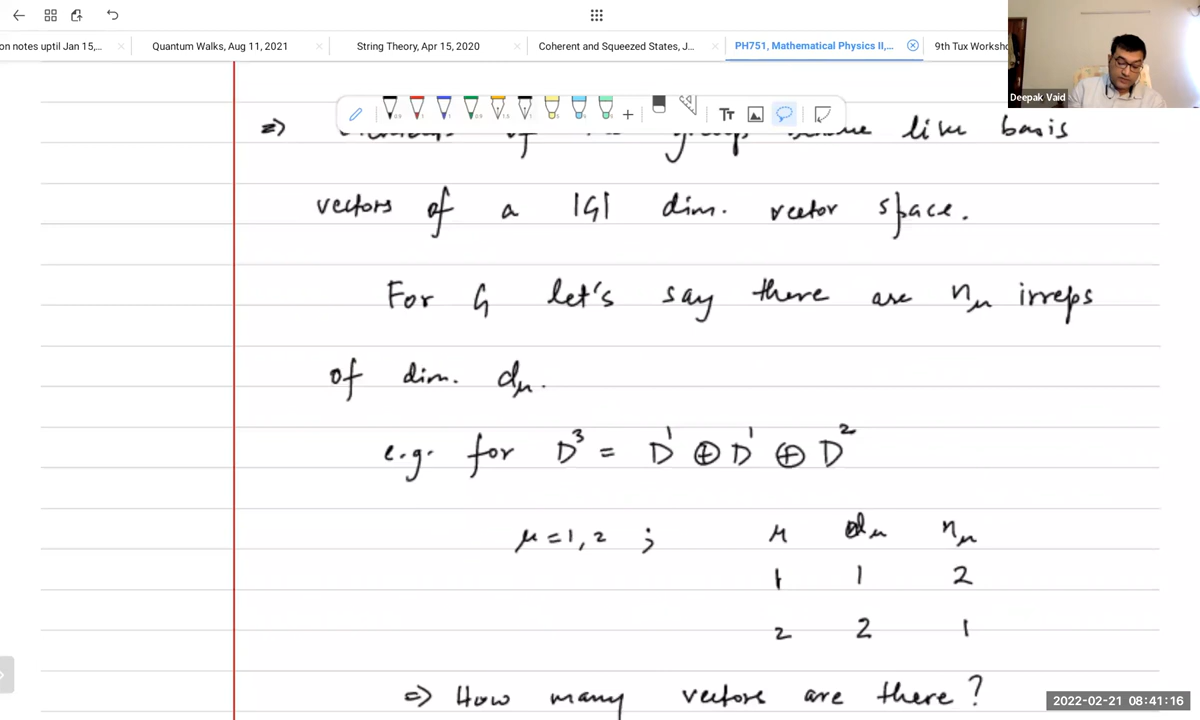 on notes uptil Jan 15,...
Quantum Walks, Aug 11, 2021
String Theory, Apr 15, 2020
Coherent and Squeezed States, J...
PH751, Mathematical Physics II,...
9th Tux Worksho
Deepak Vaid
Tt
=> of group like basis
vectors of a |G| dim. vector space.
For G let's say there are nμ irreps
of dim. dμ.
e.g. for D³ = D¹ ⊕ D¹ ⊕ D²
μ = 1, 2 ; μ dμ nμ
1 1 2
2 2 1
=> How many vectors are there?
2022-02-21 08:41:16